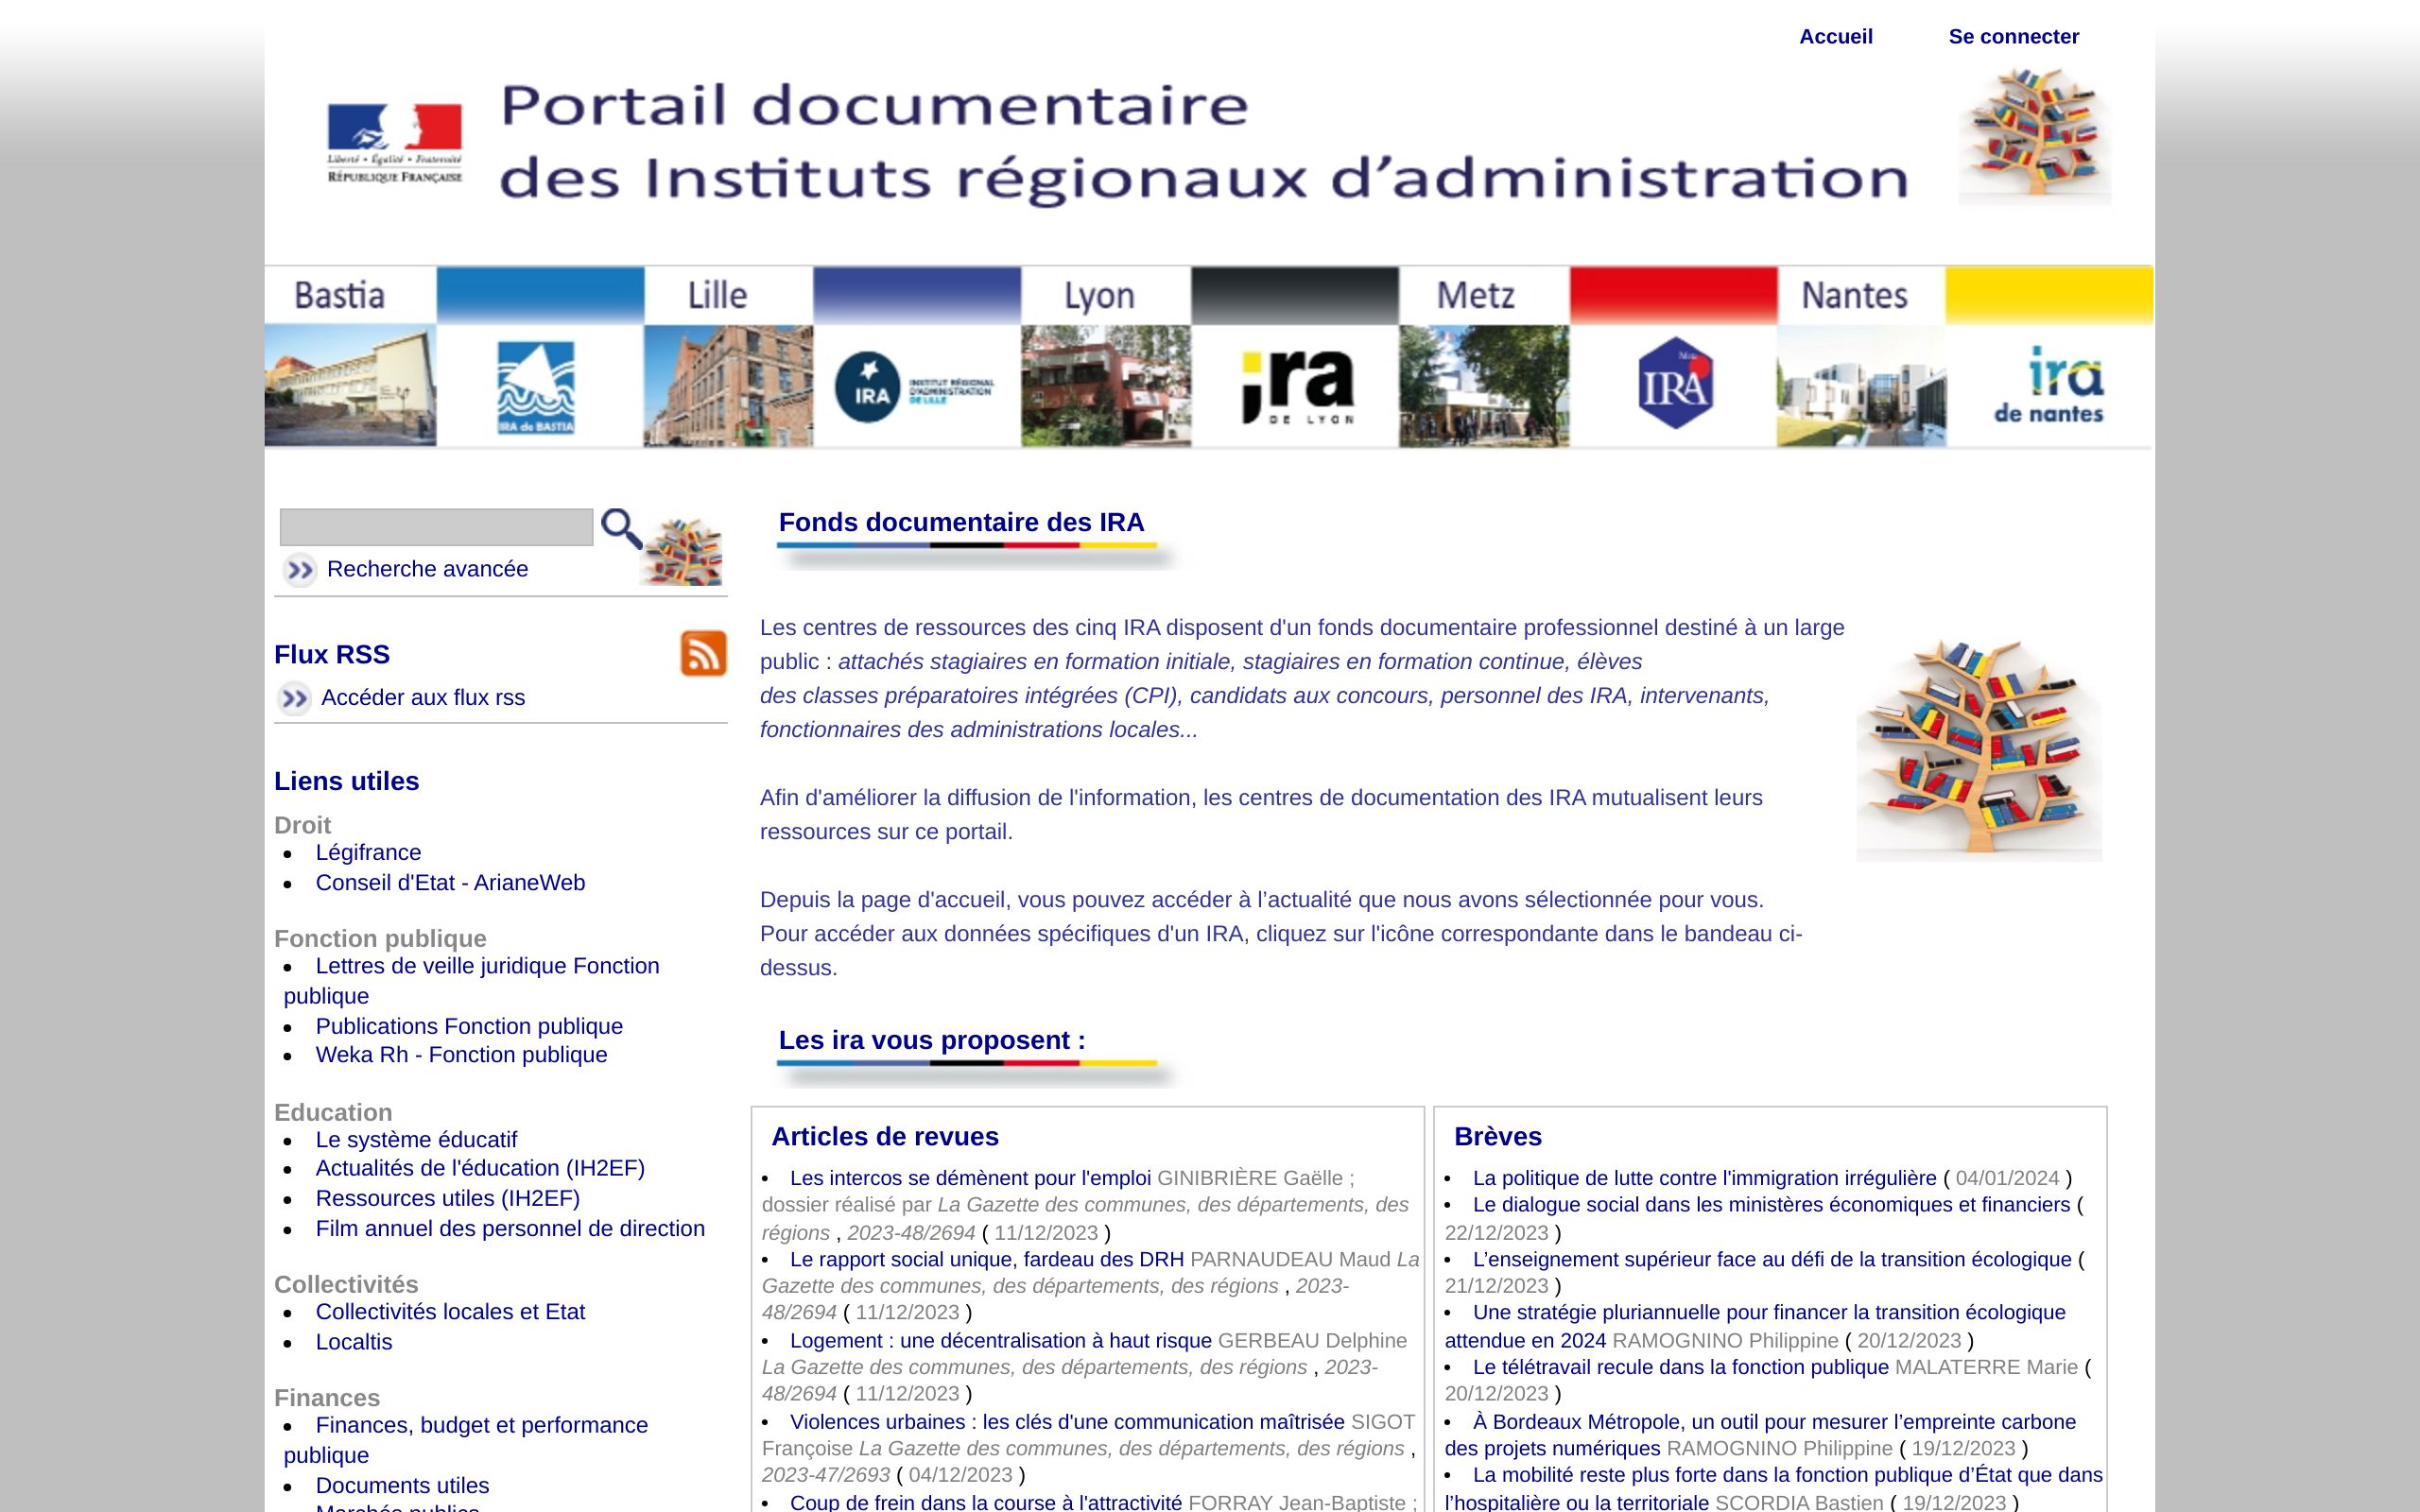 Accueil
Se connecter
Portail documentaire
des Instituts régionaux d'administration
Liberté • Égalité • Fraternité
RÉPUBLIQUE FRANÇAISE
Bastia
Lille
Lyon
Metz
Nantes
IRA de BASTIA
IRA
INSTITUT RÉGIONAL
D'ADMINISTRATION
DE LILLE
ira
DE LYON
Metz
IRA
ira
de nantes
Recherche avancée
Flux RSS
Accéder aux flux rss
Liens utiles
Droit
• Légifrance
• Conseil d'Etat - ArianeWeb
Fonction publique
• Lettres de veille juridique Fonction
publique
• Publications Fonction publique
• Weka Rh - Fonction publique
Education
• Le système éducatif
• Actualités de l'éducation (IH2EF)
• Ressources utiles (IH2EF)
• Film annuel des personnel de direction
Collectivités
• Collectivités locales et Etat
• Localtis
Finances
• Finances, budget et performance
publique
• Documents utiles
• Marchés publics
Fonds documentaire des IRA
Les centres de ressources des cinq IRA disposent d'un fonds documentaire professionnel destiné à un large
public : attachés stagiaires en formation initiale, stagiaires en formation continue, élèves
des classes préparatoires intégrées (CPI), candidats aux concours, personnel des IRA, intervenants,
fonctionnaires des administrations locales...
Afin d'améliorer la diffusion de l'information, les centres de documentation des IRA mutualisent leurs
ressources sur ce portail.
Depuis la page d'accueil, vous pouvez accéder à l’actualité que nous avons sélectionnée pour vous.
Pour accéder aux données spécifiques d'un IRA, cliquez sur l'icône correspondante dans le bandeau ci-
dessus.
Les ira vous proposent :
Articles de revues
• Les intercos se démènent pour l'emploi GINIBRIÈRE Gaëlle ;
dossier réalisé par La Gazette des communes, des départements, des
régions , 2023-48/2694 ( 11/12/2023 )
• Le rapport social unique, fardeau des DRH PARNAUDEAU Maud La
Gazette des communes, des départements, des régions , 2023-
48/2694 ( 11/12/2023 )
• Logement : une décentralisation à haut risque GERBEAU Delphine
La Gazette des communes, des départements, des régions , 2023-
48/2694 ( 11/12/2023 )
• Violences urbaines : les clés d'une communication maîtrisée SIGOT
Françoise La Gazette des communes, des départements, des régions ,
2023-47/2693 ( 04/12/2023 )
• Coup de frein dans la course à l'attractivité FORRAY Jean-Baptiste ;
Brèves
• La politique de lutte contre l'immigration irrégulière ( 04/01/2024 )
• Le dialogue social dans les ministères économiques et financiers (
22/12/2023 )
• L’enseignement supérieur face au défi de la transition écologique (
21/12/2023 )
• Une stratégie pluriannuelle pour financer la transition écologique
attendue en 2024 RAMOGNINO Philippine ( 20/12/2023 )
• Le télétravail recule dans la fonction publique MALATERRE Marie (
20/12/2023 )
• À Bordeaux Métropole, un outil pour mesurer l’empreinte carbone
des projets numériques RAMOGNINO Philippine ( 19/12/2023 )
• La mobilité reste plus forte dans la fonction publique d’État que dans
l’hospitalière ou la territoriale SCORDIA Bastien ( 19/12/2023 )